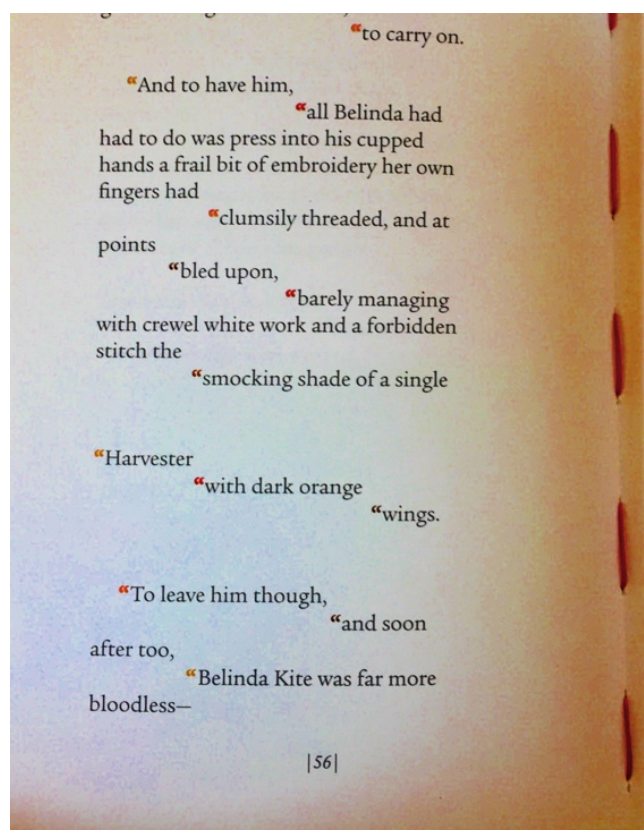 “to carry on.
“And to have him,
“all Belinda had
had to do was press into his cupped
hands a frail bit of embroidery her own
fingers had
“clumsily threaded, and at
points
“bled upon,
“barely managing
with crewel white work and a forbidden
stitch the
“smocking shade of a single
“Harvester
“with dark orange
“wings.
“To leave him though,
“and soon
after too,
“Belinda Kite was far more
bloodless—
|56|